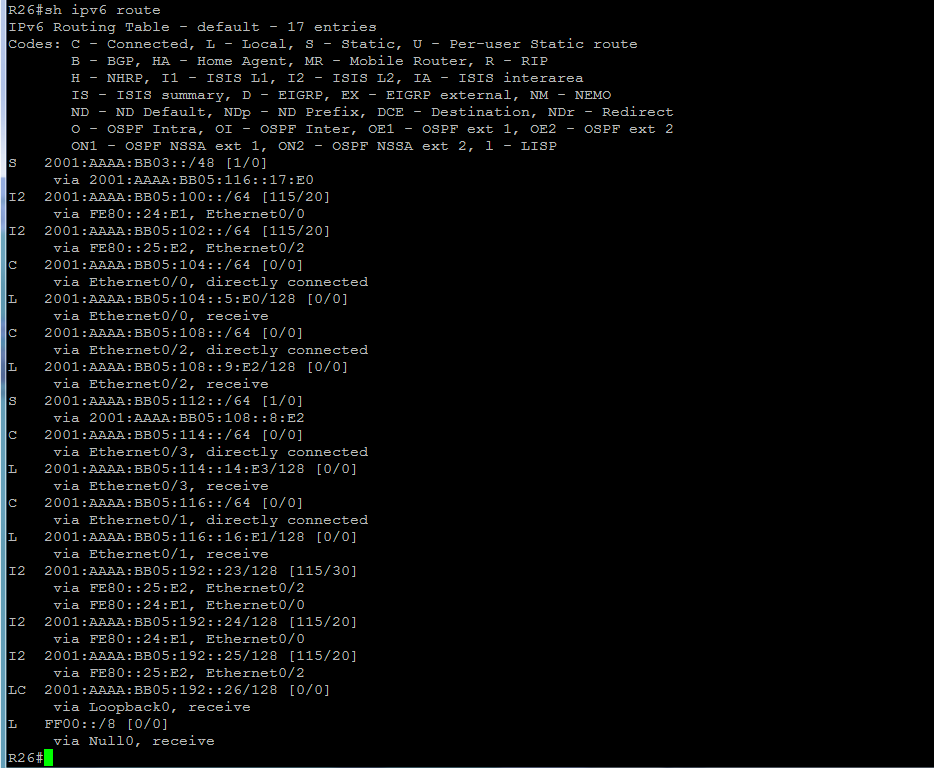 R26#sh ipv6 route
IPv6 Routing Table - default - 17 entries
Codes: C - Connected, L - Local, S - Static, U - Per-user Static route
       B - BGP, HA - Home Agent, MR - Mobile Router, R - RIP
       H - NHRP, I1 - ISIS L1, I2 - ISIS L2, IA - ISIS interarea
       IS - ISIS summary, D - EIGRP, EX - EIGRP external, NM - NEMO
       ND - ND Default, NDp - ND Prefix, DCE - Destination, NDr - Redirect
       O - OSPF Intra, OI - OSPF Inter, OE1 - OSPF ext 1, OE2 - OSPF ext 2
       ON1 - OSPF NSSA ext 1, ON2 - OSPF NSSA ext 2, l - LISP
S   2001:AAAA:BB03::/48 [1/0]
     via 2001:AAAA:BB05:116::17:E0
I2  2001:AAAA:BB05:100::/64 [115/20]
     via FE80::24:E1, Ethernet0/0
I2  2001:AAAA:BB05:102::/64 [115/20]
     via FE80::25:E2, Ethernet0/2
C   2001:AAAA:BB05:104::/64 [0/0]
     via Ethernet0/0, directly connected
L   2001:AAAA:BB05:104::5:E0/128 [0/0]
     via Ethernet0/0, receive
C   2001:AAAA:BB05:108::/64 [0/0]
     via Ethernet0/2, directly connected
L   2001:AAAA:BB05:108::9:E2/128 [0/0]
     via Ethernet0/2, receive
S   2001:AAAA:BB05:112::/64 [1/0]
     via 2001:AAAA:BB05:108::8:E2
C   2001:AAAA:BB05:114::/64 [0/0]
     via Ethernet0/3, directly connected
L   2001:AAAA:BB05:114::14:E3/128 [0/0]
     via Ethernet0/3, receive
C   2001:AAAA:BB05:116::/64 [0/0]
     via Ethernet0/1, directly connected
L   2001:AAAA:BB05:116::16:E1/128 [0/0]
     via Ethernet0/1, receive
I2  2001:AAAA:BB05:192::23/128 [115/30]
     via FE80::25:E2, Ethernet0/2
     via FE80::24:E1, Ethernet0/0
I2  2001:AAAA:BB05:192::24/128 [115/20]
     via FE80::24:E1, Ethernet0/0
I2  2001:AAAA:BB05:192::25/128 [115/20]
     via FE80::25:E2, Ethernet0/2
LC  2001:AAAA:BB05:192::26/128 [0/0]
     via Loopback0, receive
L   FF00::/8 [0/0]
     via Null0, receive
R26#